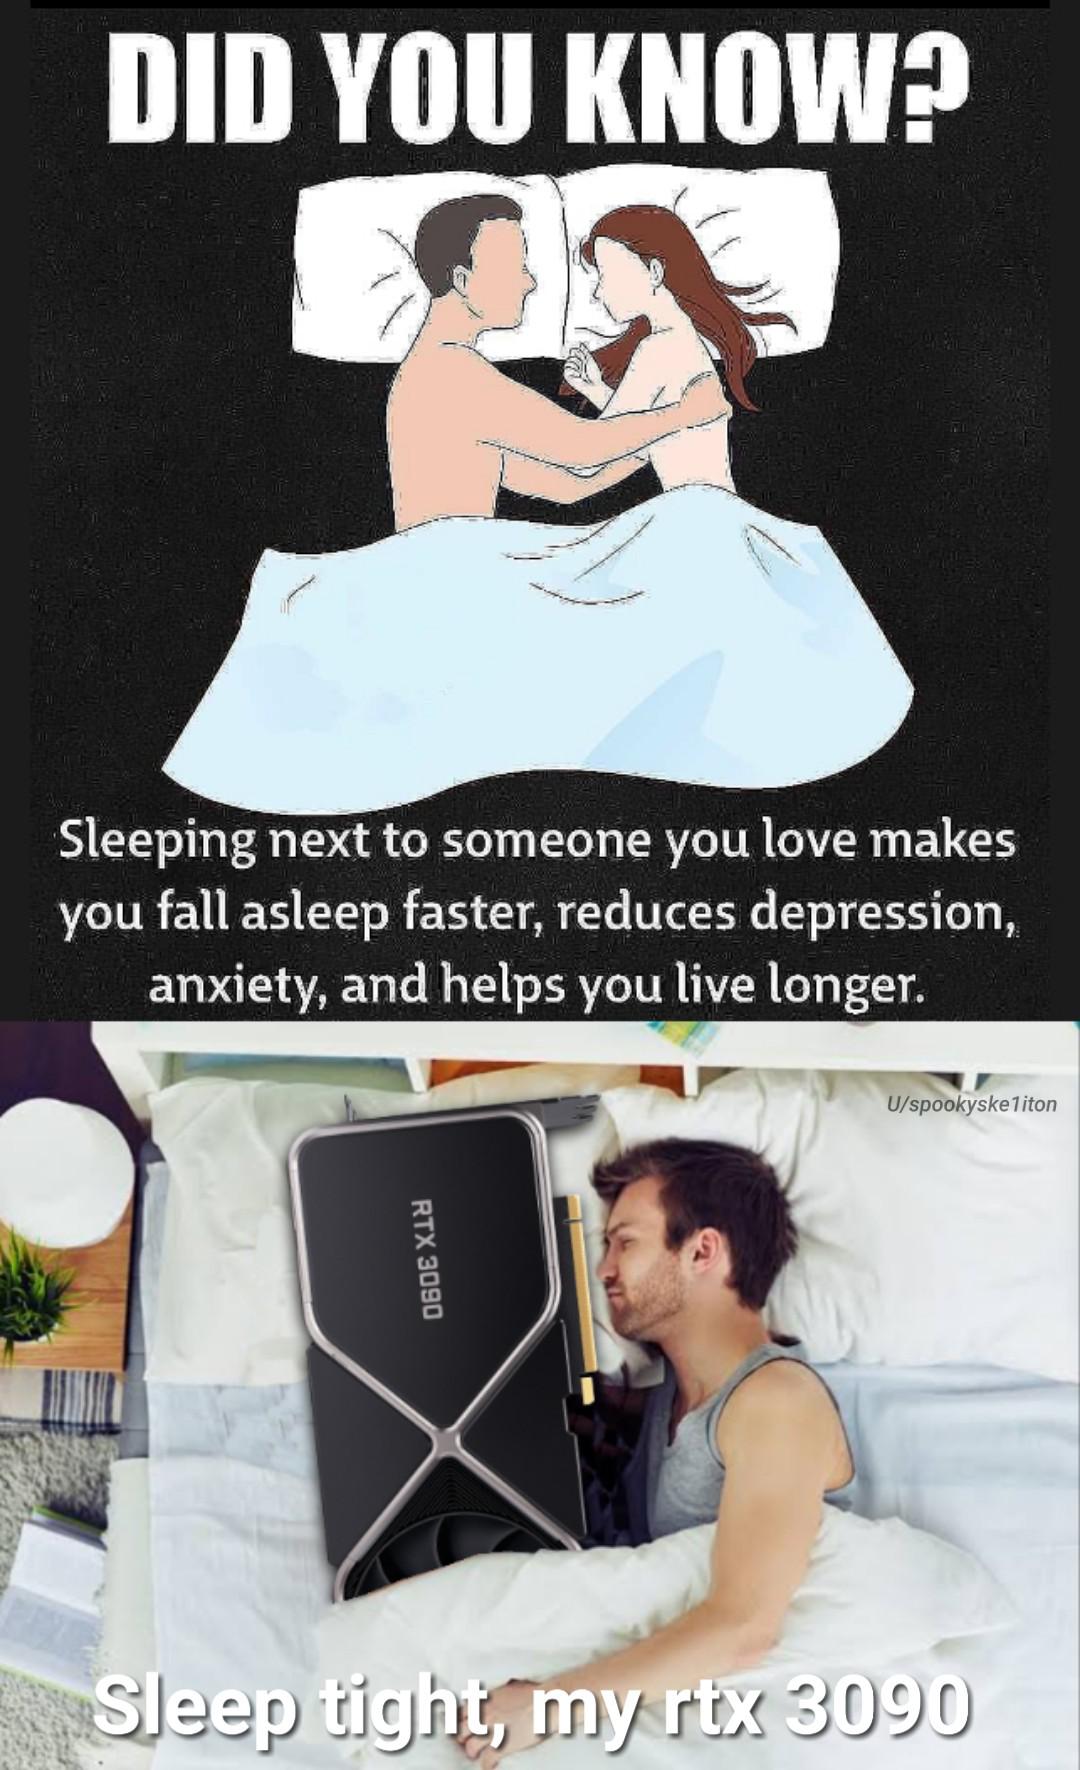 DID YOU KNOW?
Sleeping next to someone you love makes
you fall asleep faster, reduces depression,
anxiety, and helps you live longer.
U/spookyske1iton
RTX 3090
Sleep tight, my rtx 3090